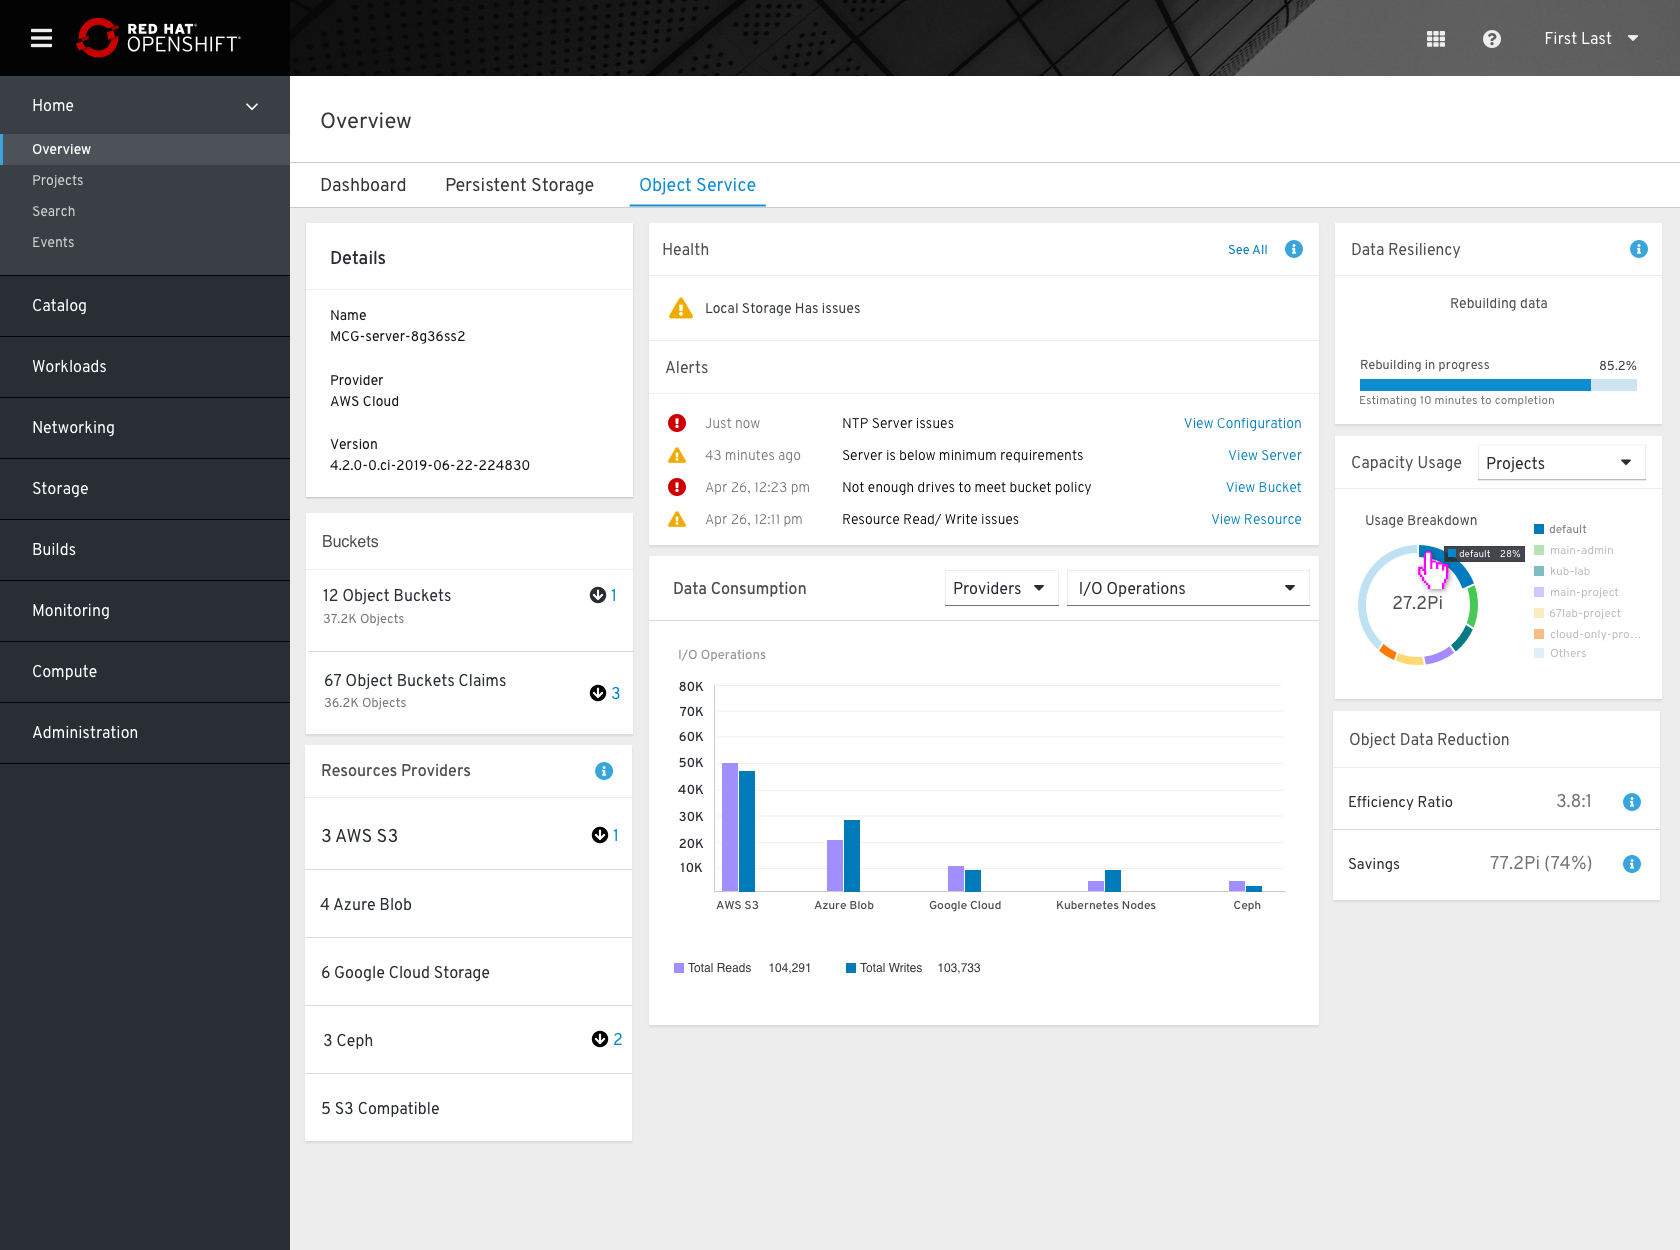 RED HAT
OPENSHIFT
First Last
Home
Overview
Projects
Search
Events
Catalog
Workloads
Networking
Storage
Builds
Monitoring
Compute
Administration
Overview
Dashboard Persistent Storage Object Service
Details
Name
MCG-server-8g36ss2
Provider
AWS Cloud
Version
4.2.0-0.ci-2019-06-22-224830
Buckets
12 Object Buckets 1
37.2K Objects
67 Object Buckets Claims 3
36.2K Objects
Resources Providers
3 AWS S3 1
4 Azure Blob
6 Google Cloud Storage
3 Ceph 2
5 S3 Compatible
Health See All
Local Storage Has issues
Alerts
Just now NTP Server issues View Configuration
43 minutes ago Server is below minimum requirements View Server
Apr 26, 12:23 pm Not enough drives to meet bucket policy View Bucket
Apr 26, 12:11 pm Resource Read/ Write issues View Resource
Data Consumption Providers I/O Operations
I/O Operations
80K
70K
60K
50K
40K
30K
20K
10K
AWS S3 Azure Blob Google Cloud Kubernetes Nodes Ceph
Total Reads 104,291 Total Writes 103,733
Data Resiliency
Rebuilding data
Rebuilding in progress 85.2%
Estimating 10 minutes to completion
Capacity Usage Projects
Usage Breakdown
default 28%
27.2Pi
default
main-admin
kub-lab
main-project
67lab-project
cloud-only-pro...
Others
Object Data Reduction
Efficiency Ratio 3.8:1
Savings 77.2Pi (74%)